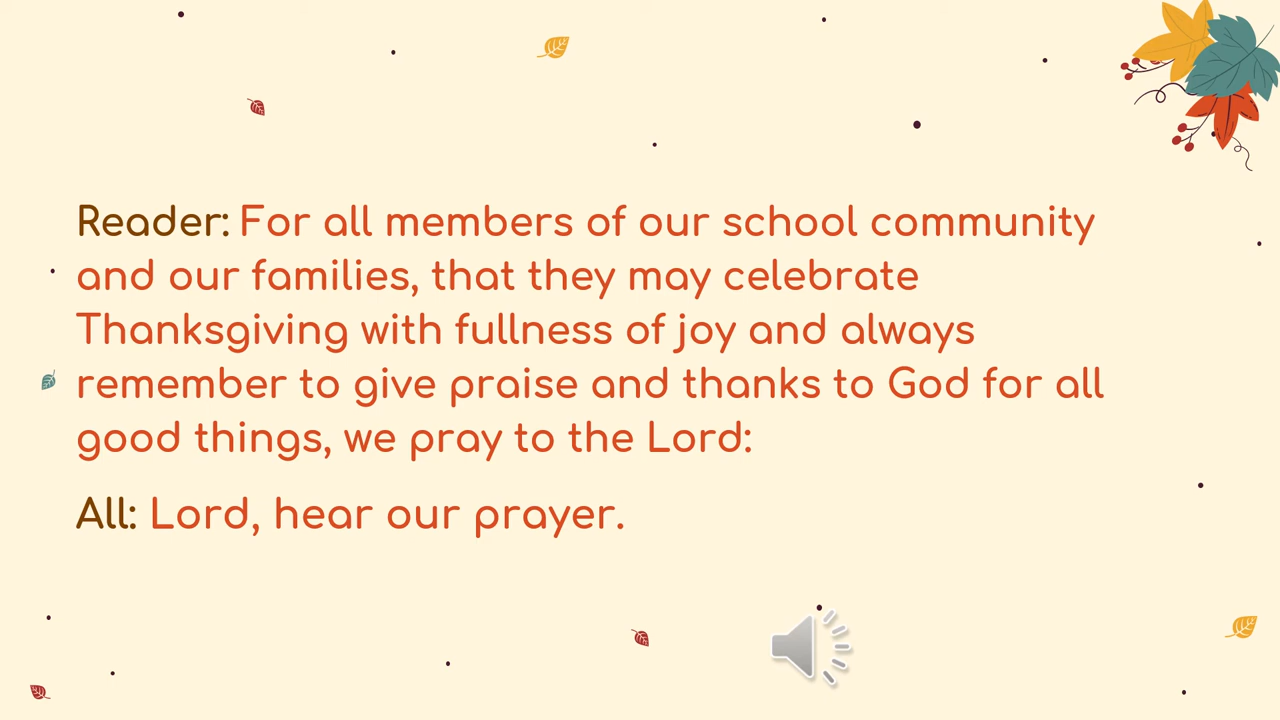 Reader: For all members of our school community
and our families, that they may celebrate
Thanksgiving with fullness of joy and always
remember to give praise and thanks to God for all
good things, we pray to the Lord:
All: Lord, hear our prayer.